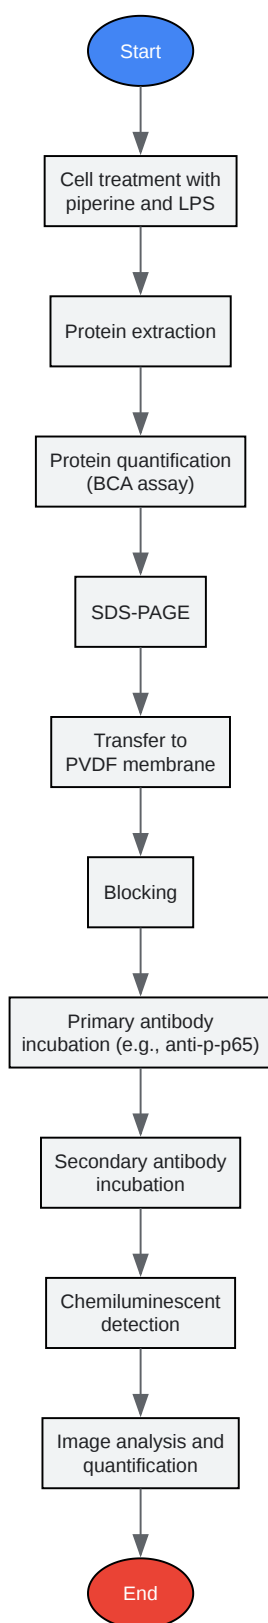 Start
Cell treatment with
piperine and LPS
Protein extraction
Protein quantification
(BCA assay)
SDS-PAGE
Transfer to
PVDF membrane
Blocking
Primary antibody
incubation (e.g., anti-p-p65)
Secondary antibody
incubation
Chemiluminescent
detection
Image analysis and
quantification
End